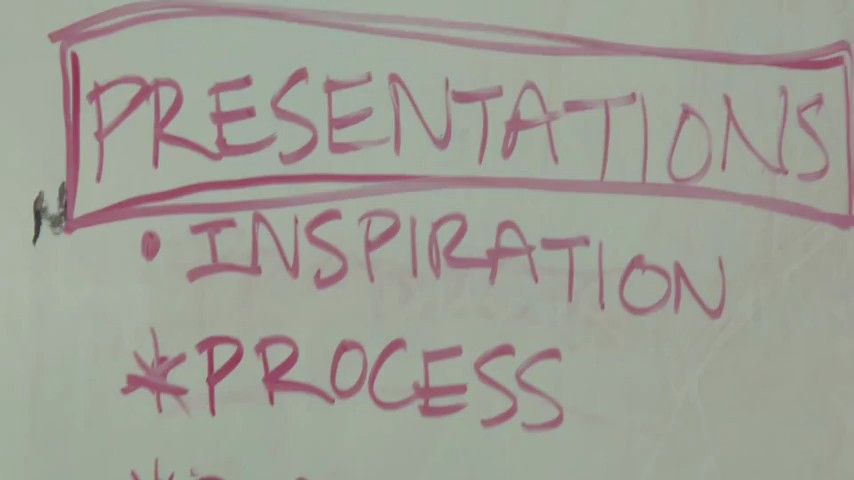 PRESENTATIONS
• INSPIRATION
* PROCESS